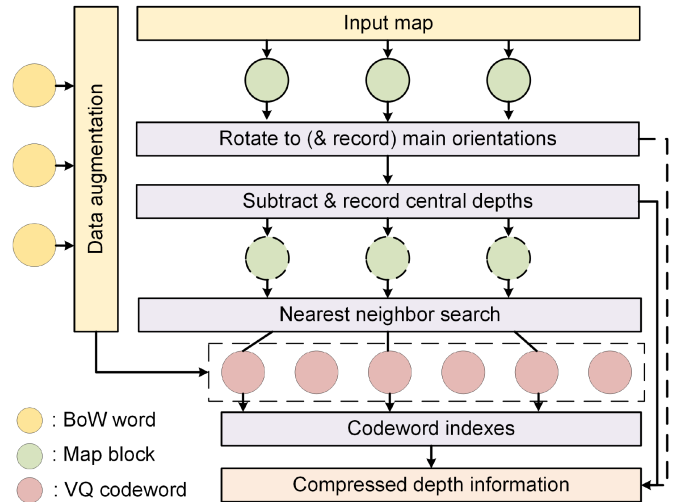 Input map
Data augmentation
Rotate to (& record) main orientations
Subtract & record central depths
Nearest neighbor search
Codeword indexes
Compressed depth information
: BoW word
: Map block
: VQ codeword